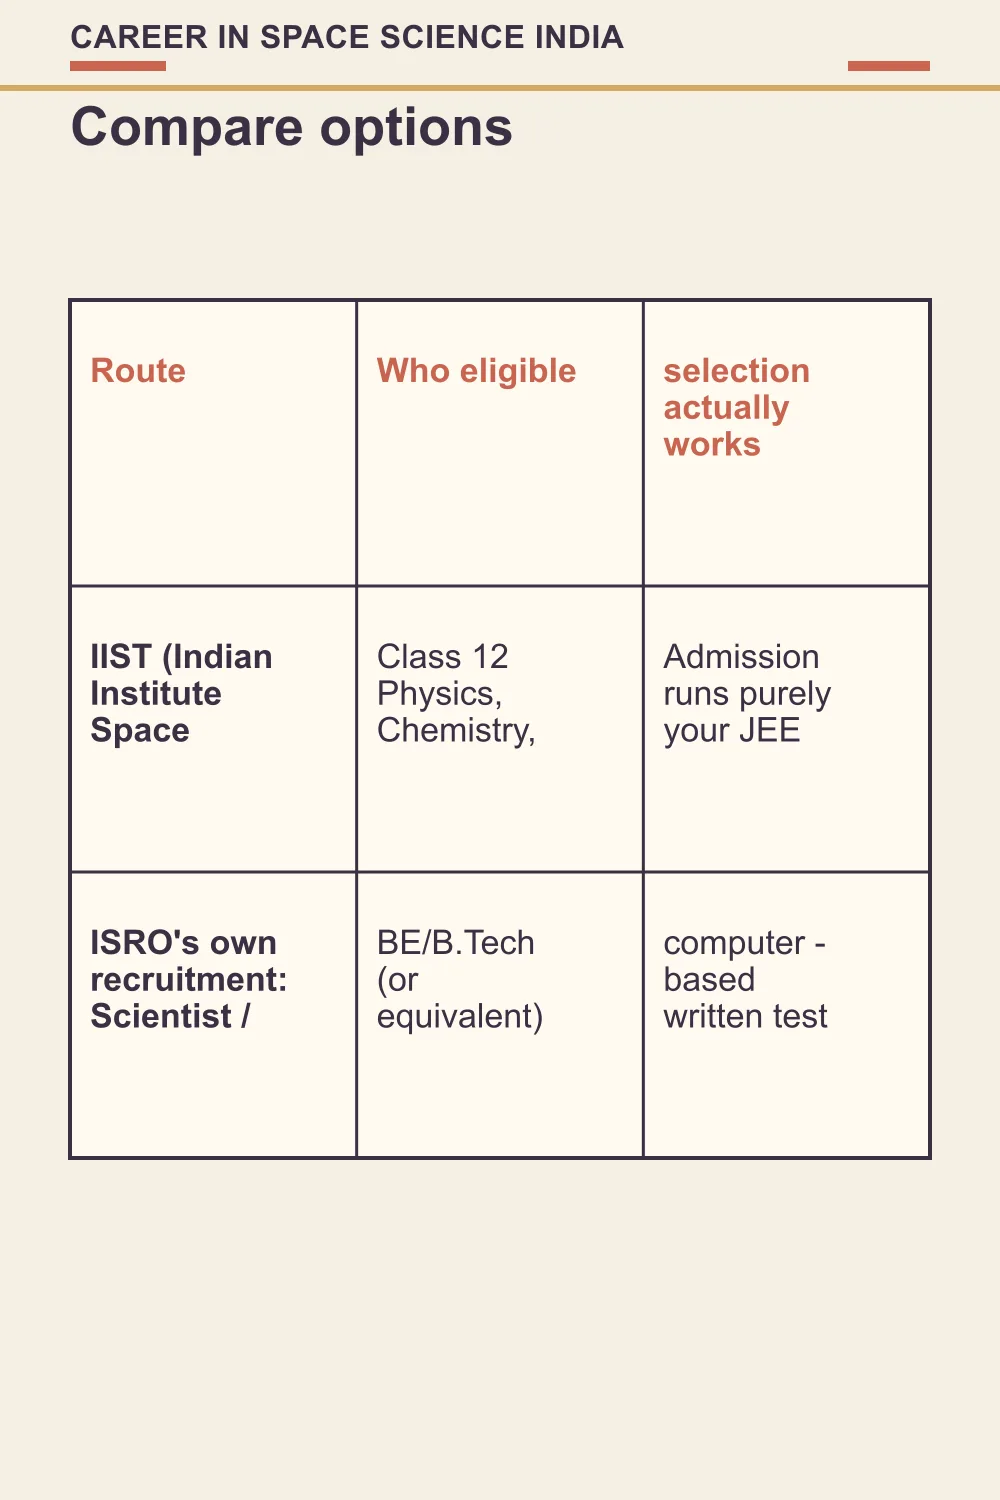 CAREER IN SPACE SCIENCE INDIA
Compare options
Route
Who eligible
selection
actually
works
IIST (Indian
Institute
Space
Class 12
Physics,
Chemistry,
Admission
runs purely
your JEE
ISRO's own
recruitment:
Scientist /
BE/B.Tech
(or
equivalent)
computer -
based
written test